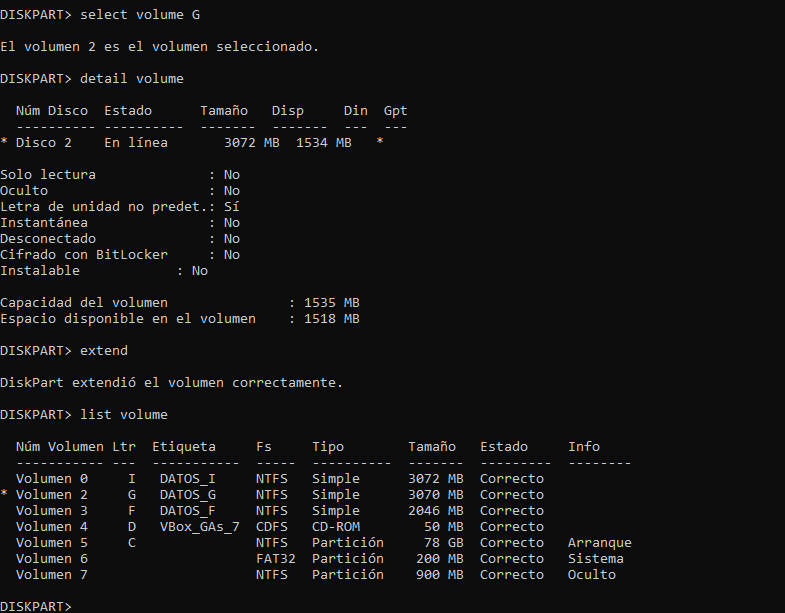 DISKPART> select volume G
El volumen 2 es el volumen seleccionado.
DISKPART> detail volume
  Núm Disco  Estado      Tamaño   Disp     Din  Gpt
  ---------- ----------  -------  -------  ---  ---
* Disco 2    En línea       3072 MB  1534 MB   *
Solo lectura              : No
Oculto                    : No
Letra de unidad no predet.: Sí
Instantánea               : No
Desconectado              : No
Cifrado con BitLocker     : No
Instalable            : No
Capacidad del volumen               : 1535 MB
Espacio disponible en el volumen    : 1518 MB
DISKPART> extend
DiskPart extendió el volumen correctamente.
DISKPART> list volume
  Núm Volumen Ltr  Etiqueta     Fs     Tipo        Tamaño   Estado     Info
  ----------- ---  -----------  -----  ----------  -------  ---------  --------
  Volumen 0     I   DATOS_I     NTFS   Simple      3072 MB  Correcto
* Volumen 2     G   DATOS_G     NTFS   Simple      3070 MB  Correcto
  Volumen 3     F   DATOS_F     NTFS   Simple      2046 MB  Correcto
  Volumen 4     D   VBox_GAs_7  CDFS   CD-ROM        50 MB  Correcto
  Volumen 5     C               NTFS   Partición     78 GB  Correcto   Arranque
  Volumen 6                     FAT32  Partición    200 MB  Correcto   Sistema
  Volumen 7                     NTFS   Partición    900 MB  Correcto   Oculto
DISKPART>